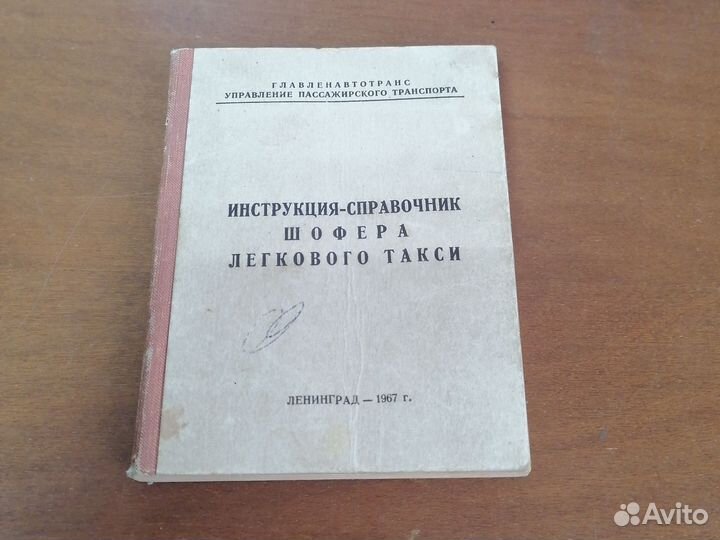 ГЛАВЛЕНАВТОТРАНС
УПРАВЛЕНИЕ ПАССАЖИРСКОГО ТРАНСПОРТА
ИНСТРУКЦИЯ-СПРАВОЧНИК
ШОФЕРА
ЛЕГКОВОГО ТАКСИ
ЛЕНИНГРАД — 1967 г.
Avito